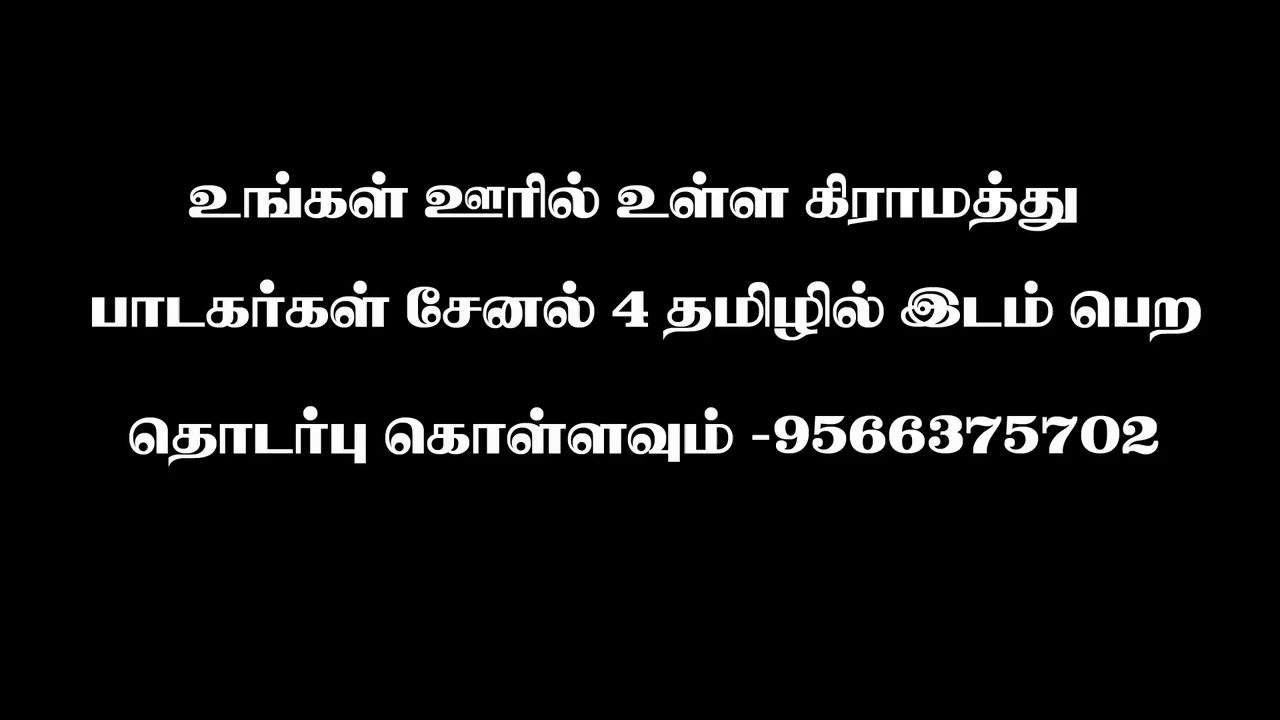 உங்கள் ஊரில் உள்ள கிராமத்து
பாடகர்கள் சேனல் 4 தமிழில் இடம் பெற
தொடர்பு கொள்ளவும் -9566375702